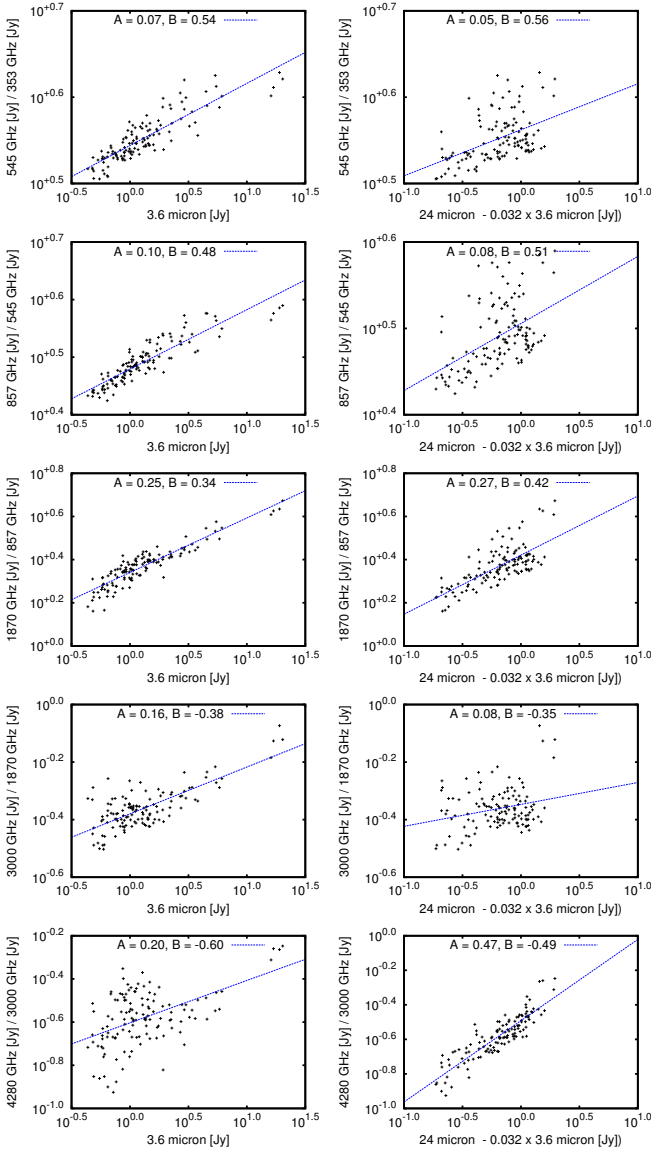 A = 0.07, B = 0.54
545 GHz [Jy] / 353 GHz [Jy]
10^+0.7
10^+0.6
10^+0.5
10^-0.5 10^0.0 10^0.5 10^1.0 10^1.5
3.6 micron [Jy]
A = 0.05, B = 0.56
545 GHz [Jy] / 353 GHz [Jy]
10^+0.7
10^+0.6
10^+0.5
10^-1.0 10^-0.5 10^0.0 10^0.5 10^1.0
24 micron - 0.032 x 3.6 micron [Jy])
A = 0.10, B = 0.48
857 GHz [Jy] / 545 GHz [Jy]
10^+0.7
10^+0.6
10^+0.5
10^+0.4
10^-0.5 10^0.0 10^0.5 10^1.0 10^1.5
3.6 micron [Jy]
A = 0.08, B = 0.51
857 GHz [Jy] / 545 GHz [Jy]
10^+0.6
10^+0.5
10^+0.4
10^-1.0 10^-0.5 10^0.0 10^0.5 10^1.0
24 micron - 0.032 x 3.6 micron [Jy])
A = 0.25, B = 0.34
1870 GHz [Jy] / 857 GHz [Jy]
10^+0.8
10^+0.6
10^+0.4
10^+0.2
10^+0.0
10^-0.5 10^0.0 10^0.5 10^1.0 10^1.5
3.6 micron [Jy]
A = 0.27, B = 0.42
1870 GHz [Jy] / 857 GHz [Jy]
10^+0.8
10^+0.6
10^+0.4
10^+0.2
10^+0.0
10^-1.0 10^-0.5 10^0.0 10^0.5 10^1.0
24 micron - 0.032 x 3.6 micron [Jy])
A = 0.16, B = -0.38
3000 GHz [Jy] / 1870 GHz [Jy]
10^0.0
10^-0.2
10^-0.4
10^-0.6
10^-0.5 10^0.0 10^0.5 10^1.0 10^1.5
3.6 micron [Jy]
A = 0.08, B = -0.35
3000 GHz [Jy] / 1870 GHz [Jy]
10^0.0
10^-0.2
10^-0.4
10^-0.6
10^-1.0 10^-0.5 10^0.0 10^0.5 10^1.0
24 micron - 0.032 x 3.6 micron [Jy])
A = 0.20, B = -0.60
4280 GHz [Jy] / 3000 GHz [Jy]
10^-0.2
10^-0.4
10^-0.6
10^-0.8
10^-1.0
10^-0.5 10^0.0 10^0.5 10^1.0 10^1.5
3.6 micron [Jy]
A = 0.47, B = -0.49
4280 GHz [Jy] / 3000 GHz [Jy]
10^0.0
10^-0.2
10^-0.4
10^-0.6
10^-0.8
10^-1.0
10^-1.0 10^-0.5 10^0.0 10^0.5 10^1.0
24 micron - 0.032 x 3.6 micron [Jy])